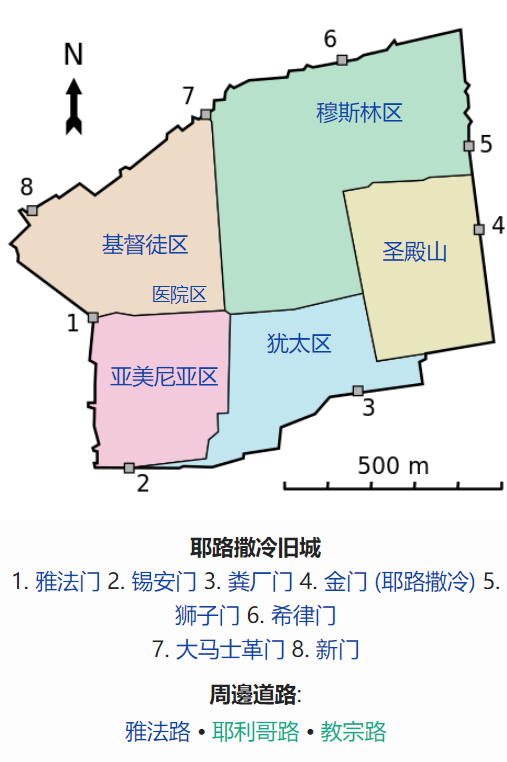 N
6
7
穆斯林区
5
8
4
基督徒区
圣殿山
医院区
1
犹太区
亚美尼亚区
3
500 m
2
耶路撒冷旧城
1. 雅法门 2. 锡安门 3. 粪厂门 4. 金门 (耶路撒冷) 5.
狮子门 6. 希律门
7. 大马士革门 8. 新门
周邊道路:
雅法路 • 耶利哥路 • 教宗路